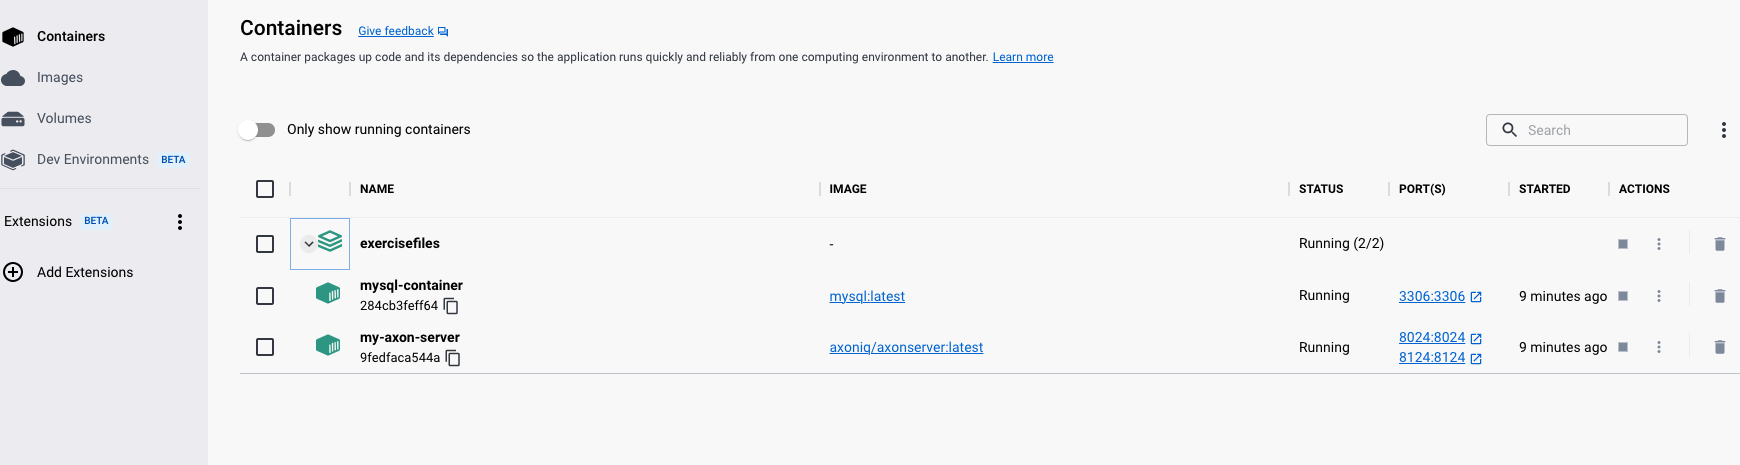 Containers
Images
Volumes
Dev Environments BETA
Extensions BETA
Add Extensions
Containers Give feedback
A container packages up code and its dependencies so the application runs quickly and reliably from one computing environment to another. Learn more
Only show running containers
Search
NAME IMAGE STATUS PORT(S) STARTED ACTIONS
exercisefiles - Running (2/2)
mysql-container
284cb3feff64 mysql:latest Running 3306:3306 9 minutes ago
my-axon-server
9fedfaca544a axoniq/axonserver:latest Running 8024:8024 9 minutes ago
8124:8124